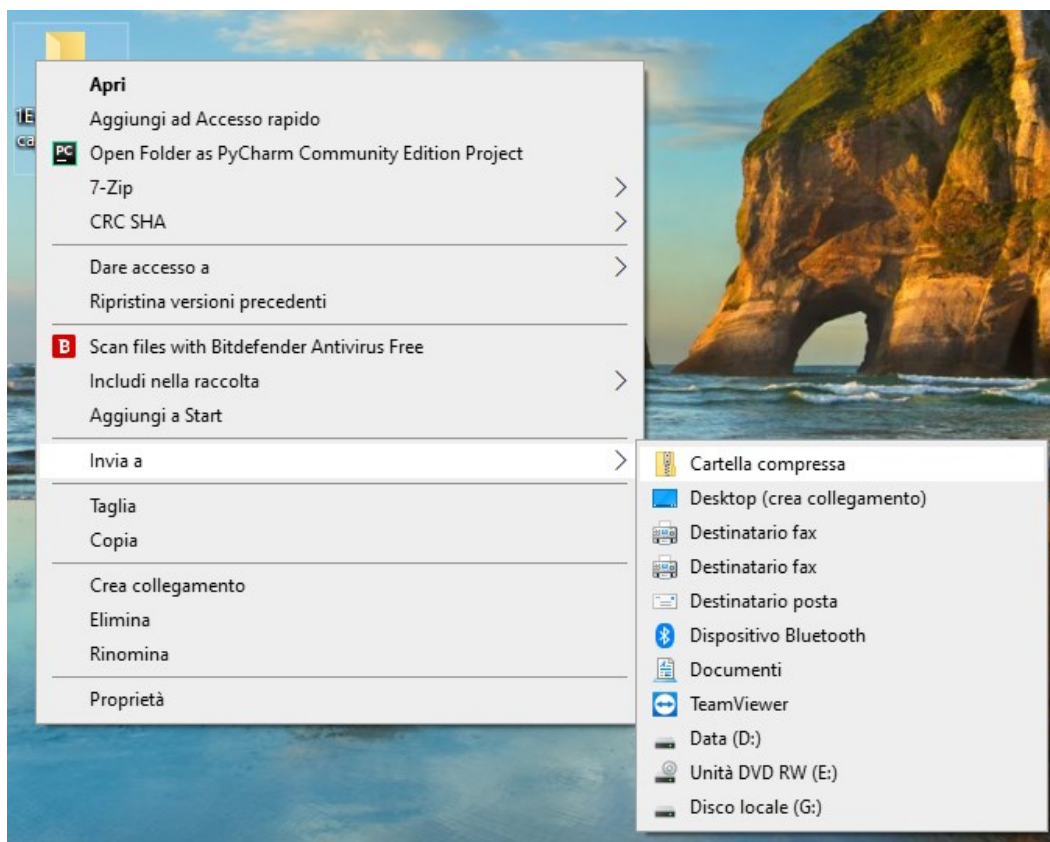 Apri
Aggiungi ad Accesso rapido
PC
Open Folder as PyCharm Community Edition Project
7-Zip
CRC SHA
Dare accesso a
Ripristina versioni precedenti
B
Scan files with Bitdefender Antivirus Free
Includi nella raccolta
Aggiungi a Start
Invia a
Taglia
Copia
Crea collegamento
Elimina
Rinomina
Proprietà
Cartella compressa
Desktop (crea collegamento)
Destinatario fax
Destinatario fax
Destinatario posta
Dispositivo Bluetooth
Documenti
TeamViewer
Data (D:)
Unità DVD RW (E:)
Disco locale (G:)